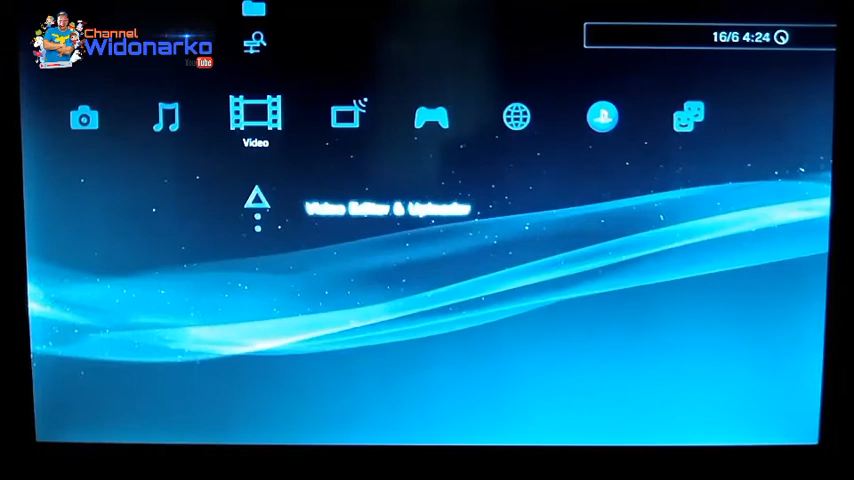 Channel
Widonarko
YouTube
16/6 4:24
Video
Video Editor & Uploader